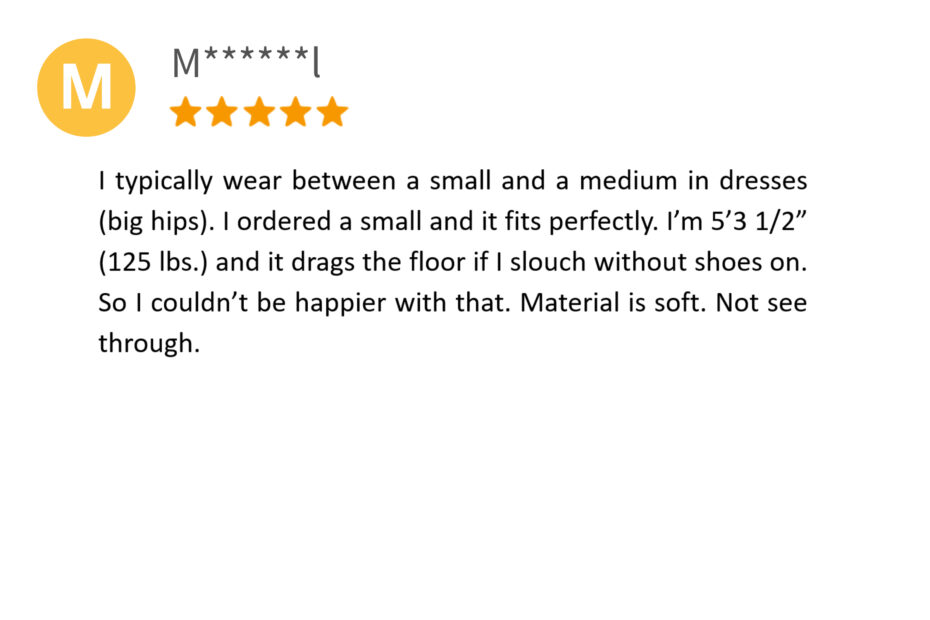 M
M******l
I typically wear between a small and a medium in dresses
(big hips). I ordered a small and it fits perfectly. I’m 5’3 1/2”
(125 lbs.) and it drags the floor if I slouch without shoes on.
So I couldn’t be happier with that. Material is soft. Not see
through.